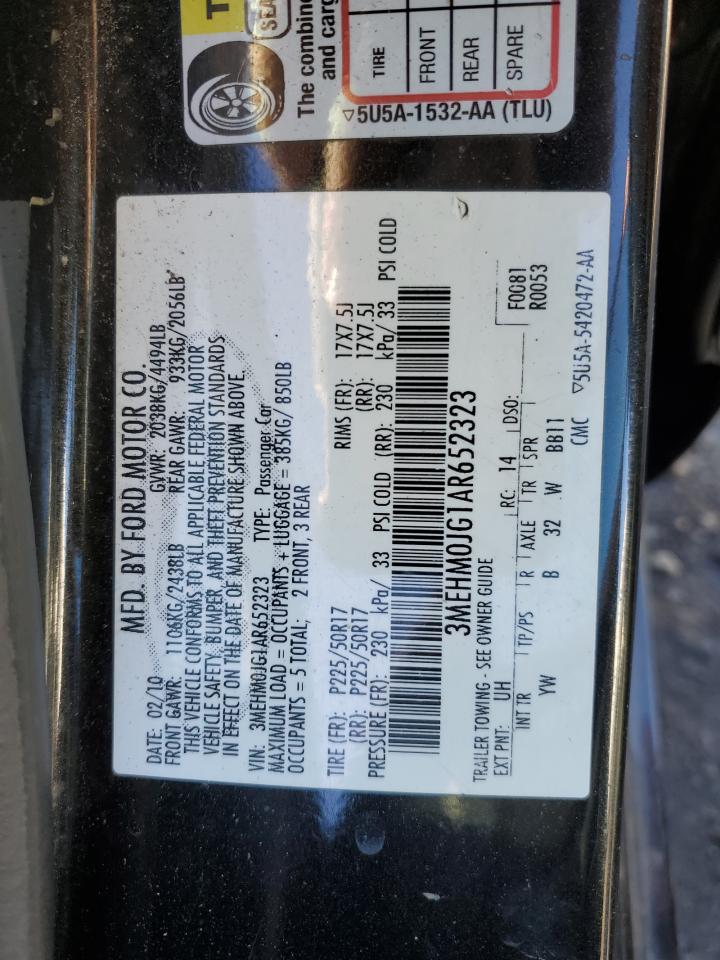 T
SEA
The combine
and carg
TIRE
FRONT
REAR
SPARE
▽5U5A-1532-AA (TLU)
MFD. BY FORD MOTOR CO.
DATE: 02/10 GVWR: 2038KG/4494LB
FRONT GAWR: 1106KG/2438LB REAR GAWR: 933KG/2056LB
THIS VEHICLE CONFORMS TO ALL APPLICABLE FEDERAL MOTOR
VEHICLE SAFETY, BUMPER, AND THEFT PREVENTION STANDARDS
IN EFFECT ON THE DATE OF MANUFACTURE SHOWN ABOVE.
VIN: 3MEHM0JG1AR652323 TYPE: Passenger Car
MAXIMUM LOAD = OCCUPANTS + LUGGAGE = 385KG/ 850LB
OCCUPANTS = 5 TOTAL; 2 FRONT, 3 REAR
TIRE (FR): P225/50R17 RIMS (FR): 17X7.5J
(RR): P225/50R17 (RR): 17X7.5J
PRESSURE (FR): 230 kPa/ 33 PSI COLD (RR): 230 kPa/ 33 PSI COLD
3MEHM0JG1AR652323
TRAILER TOWING - SEE OWNER GUIDE
F0081
R0053
EXT PNT: UH RC: 14 DSO:
INT TR TP/PS R AXLE TR SPR
YW B 32 W BB11
CMC ▽5U5A-5420472-AA